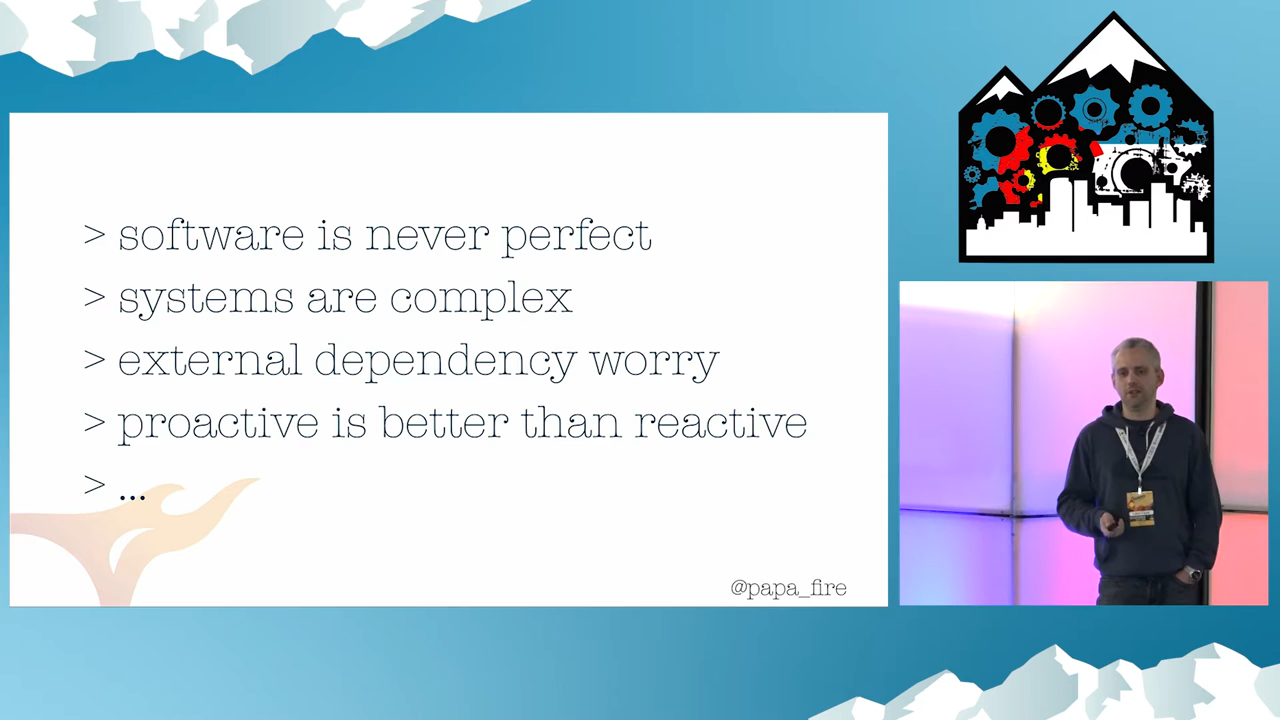 > software is never perfect
> systems are complex
> external dependency worry
> proactive is better than reactive
> ...
@papa_fire